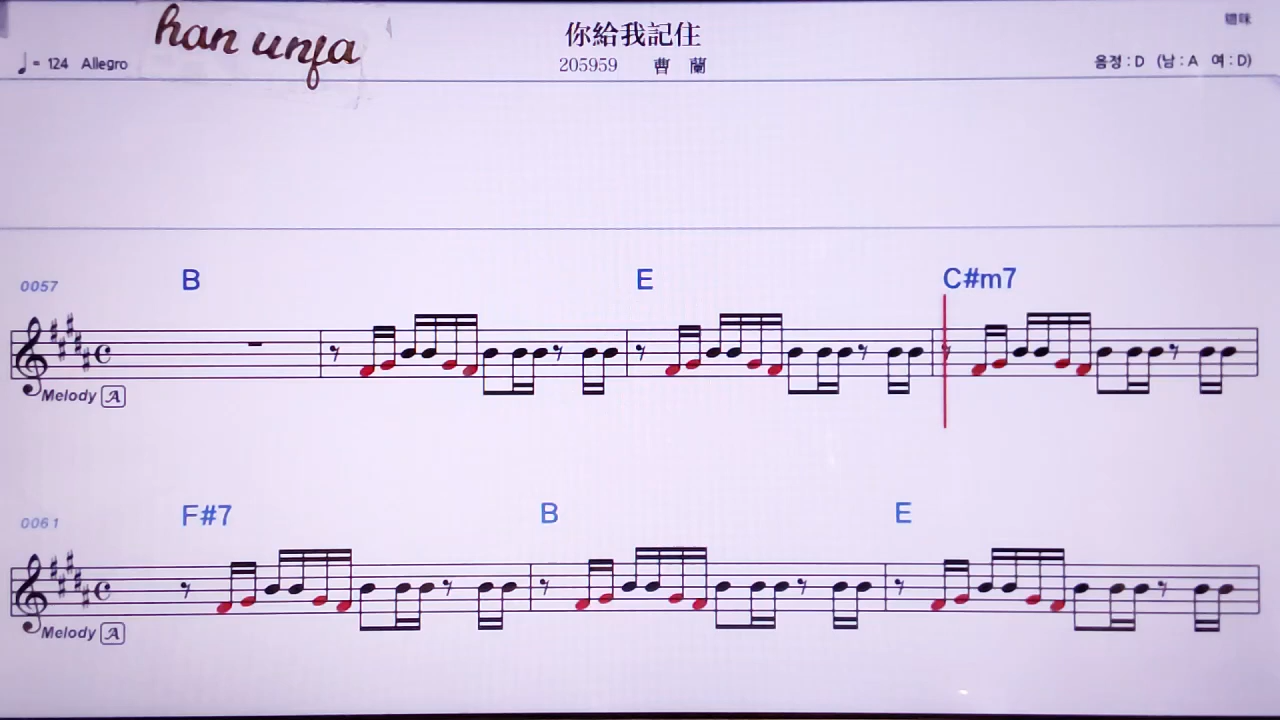 han unfa
你給我記住
♩= 124 Allegro
205959 曹 蘭
음정 : D (남 : A 여 : D)
0057
B E C#m7
Melody A
0061
F#7 B E
Melody A